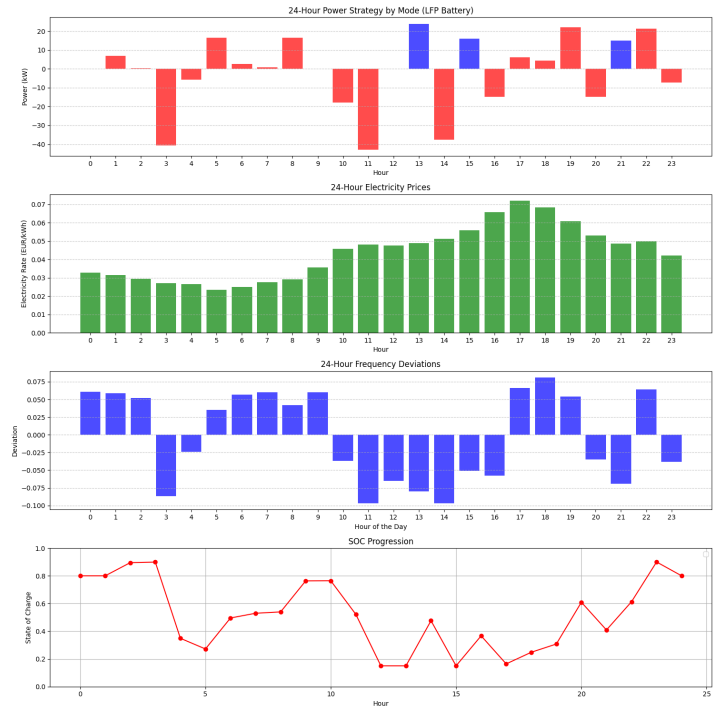 24-Hour Power Strategy by Mode (LFP Battery)
Power (kW)
20
10
0
−10
−20
−30
−40
0 1 2 3 4 5 6 7 8 9 10 11 12 13 14 15 16 17 18 19 20 21 22 23
Hour
24-Hour Electricity Prices
Electricity Rate (EUR/kWh)
0.07
0.06
0.05
0.04
0.03
0.02
0.01
0.00
0 1 2 3 4 5 6 7 8 9 10 11 12 13 14 15 16 17 18 19 20 21 22 23
Hour
24-Hour Frequency Deviations
Deviation
0.075
0.050
0.025
0.000
−0.025
−0.050
−0.075
−0.100
0 1 2 3 4 5 6 7 8 9 10 11 12 13 14 15 16 17 18 19 20 21 22 23
Hour of the Day
SOC Progression
State of Charge
1.0
0.8
0.6
0.4
0.2
0.0
0 5 10 15 20 25
Hour